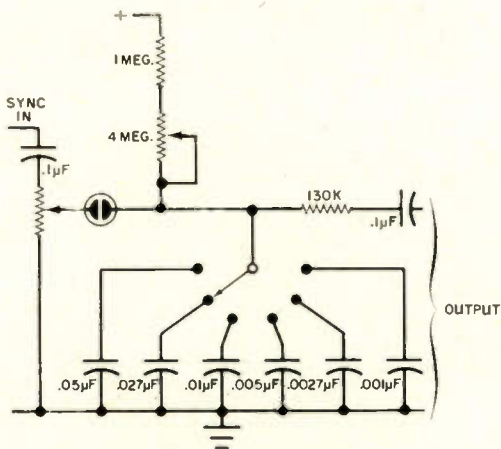 +
1 MEG.
SYNC
IN
4 MEG.
.1µF
130K
.1µF
OUTPUT
.05µF .027µF .01µF .005µF .0027µF .001µF